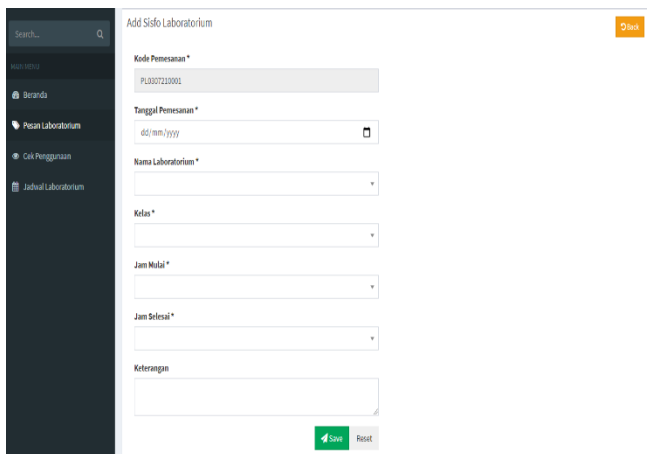 Search...
MAIN MENU
Beranda
Pesan Laboratorium
Cek Penggunaan
Jadwal Laboratorium
Add Sisfo Laboratorium
Back
Kode Pemesanan *
PL0307210001
Tanggal Pemesanan *
dd/mm/yyyy
Nama Laboratorium *
Kelas *
Jam Mulai *
Jam Selesai *
Keterangan
Save Reset